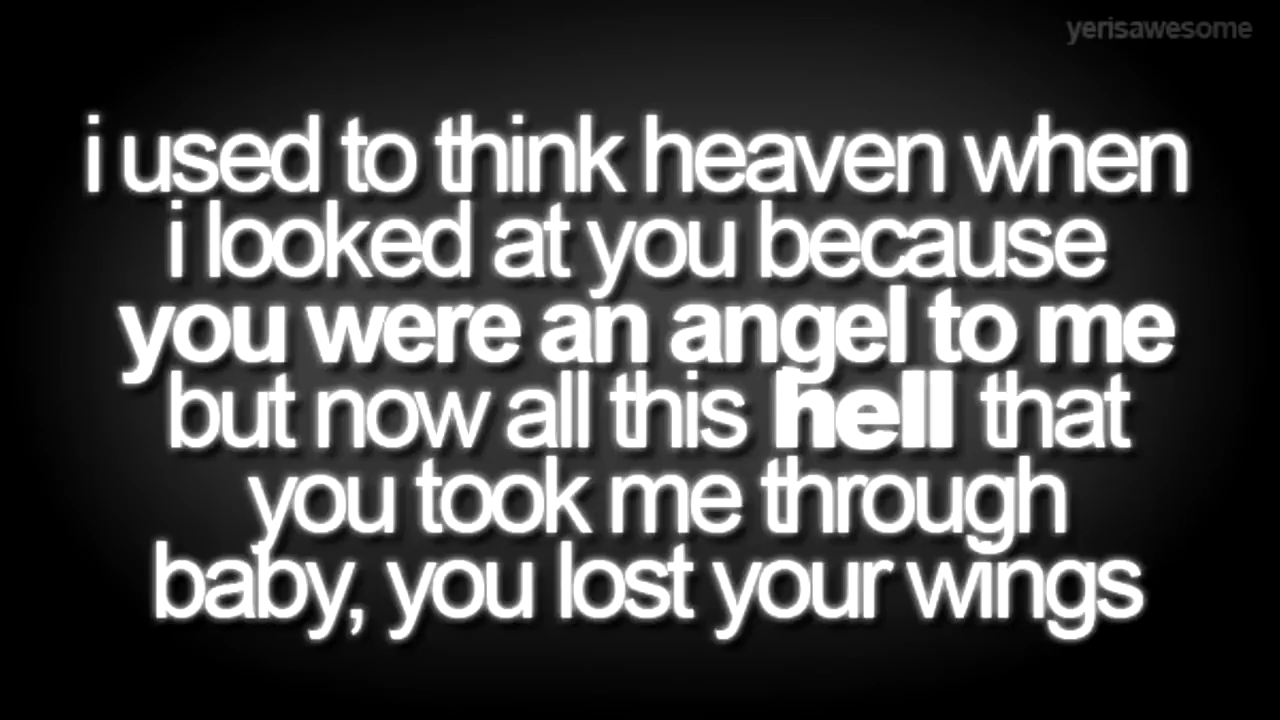 yerisawesome
i used to think heaven when
i looked at you because
you were an angel to me
but now all this hell that
you took me through
baby, you lost your wings